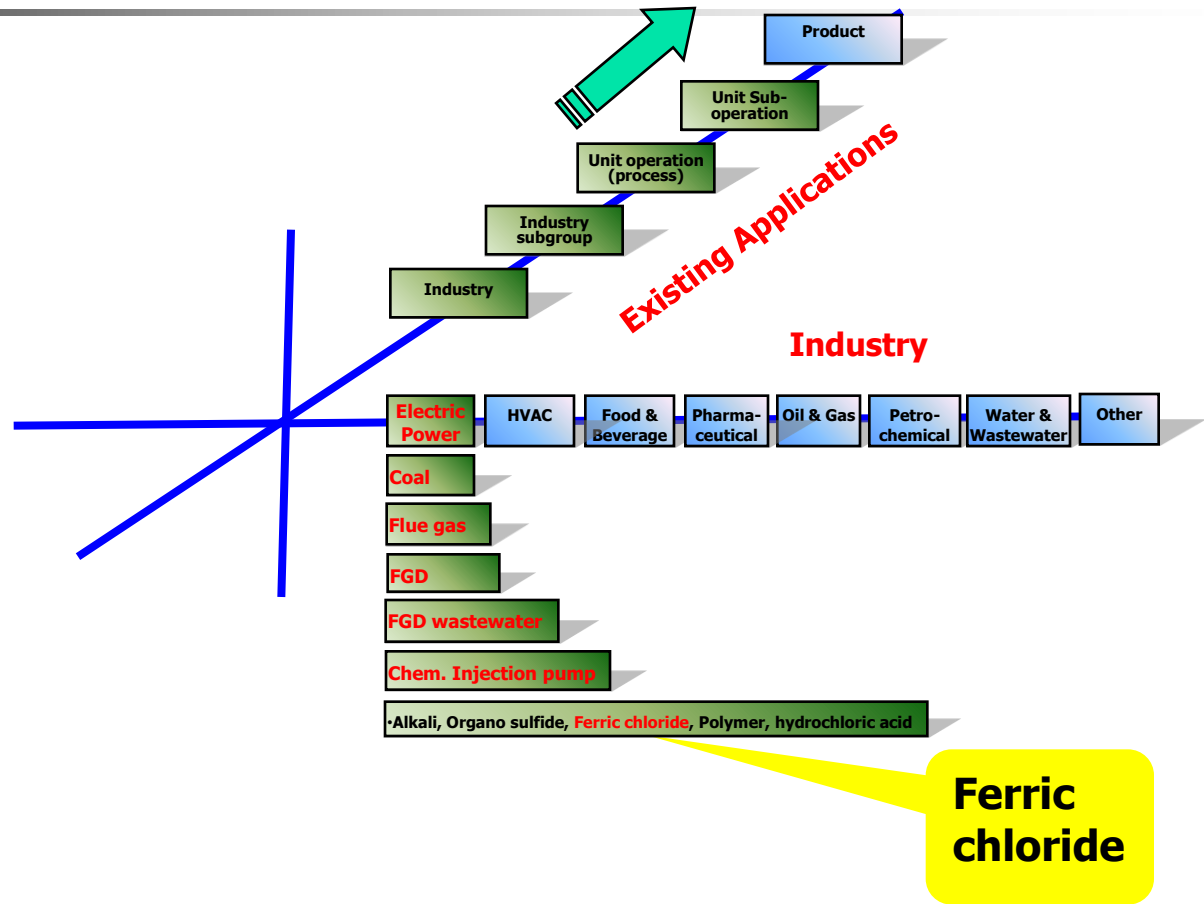 Product
Unit Sub-
operation
Unit operation
(process)
Industry
subgroup
Industry
Existing Applications
Industry
Electric
Power
HVAC
Food &
Beverage
Pharma-
ceutical
Oil & Gas
Petro-
chemical
Water &
Wastewater
Other
Coal
Flue gas
FGD
FGD wastewater
Chem. Injection pump
•Alkali, Organo sulfide, Ferric chloride, Polymer, hydrochloric acid
Ferric
chloride